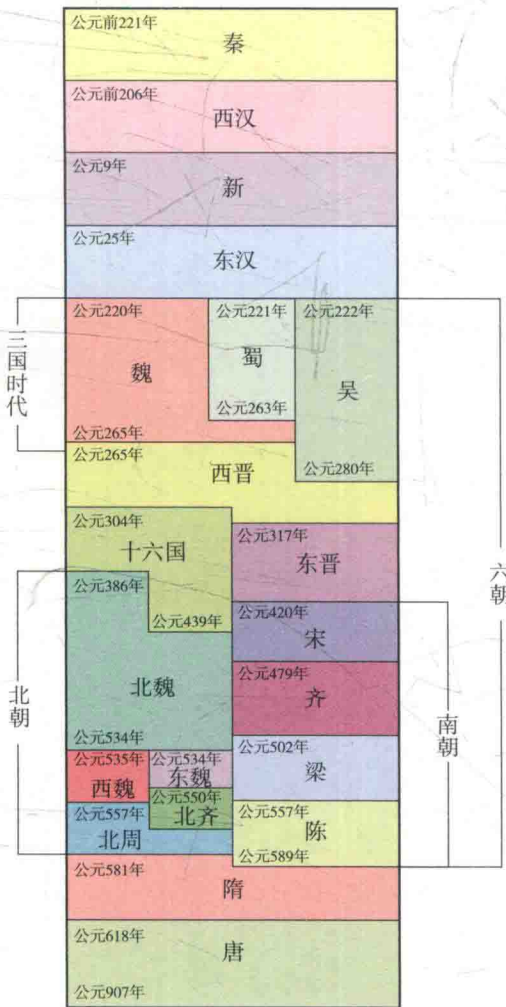 公元前221年
秦
公元前206年
西汉
公元9年
新
公元25年
东汉
三国时代
公元220年
魏
公元265年
公元221年
蜀
公元263年
公元222年
吴
公元280年
公元265年
西晋
公元304年
十六国
公元439年
公元317年
东晋
六朝
北朝
公元386年
北魏
公元534年
公元420年
宋
公元479年
齐
南朝
公元535年
西魏
公元534年
东魏
公元550年
北齐
公元502年
梁
公元557年
北周
公元557年
陈
公元589年
公元581年
隋
公元618年
唐
公元907年